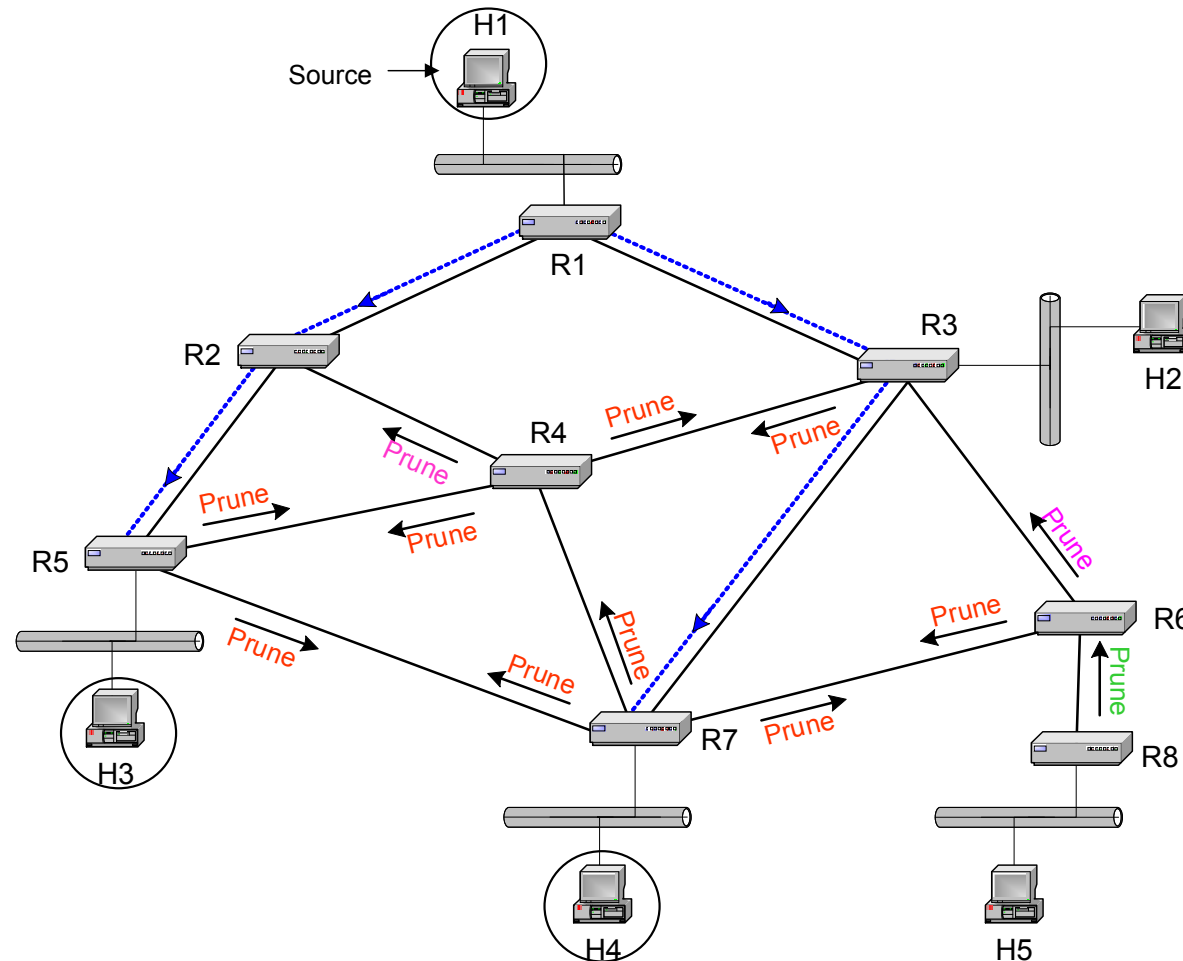 H1
Source
R1
R3
R2
H2
Prune
R4
Prune
Prune
Prune
Prune
R5
Prune
Prune
R6
Prune
Prune
Prune
Prune
Prune
R7
Prune
R8
H3
H4
H5